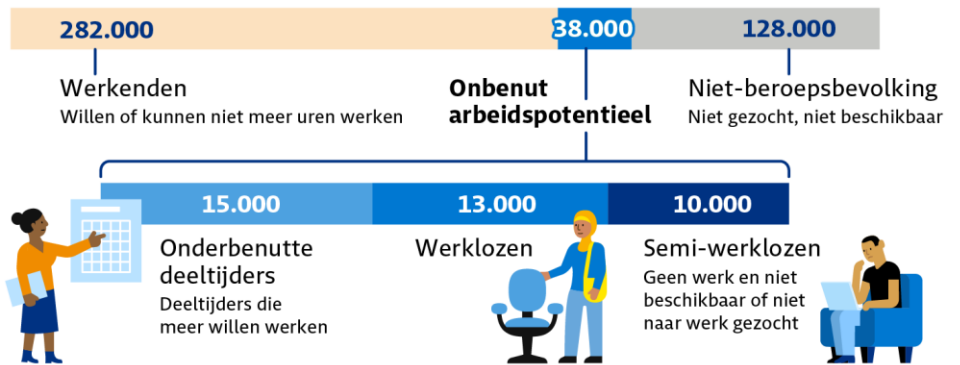 282.000
38.000
128.000
Werkenden
Willen of kunnen niet meer uren werken
Onbenut
arbeidspotentieel
Niet-beroepsbevolking
Niet gezocht, niet beschikbaar
15.000
13.000
10.000
Onderbenutte
deeltijders
Deeltijders die
meer willen werken
Werklozen
Semi-werklozen
Geen werk en niet
beschikbaar of niet
naar werk gezocht